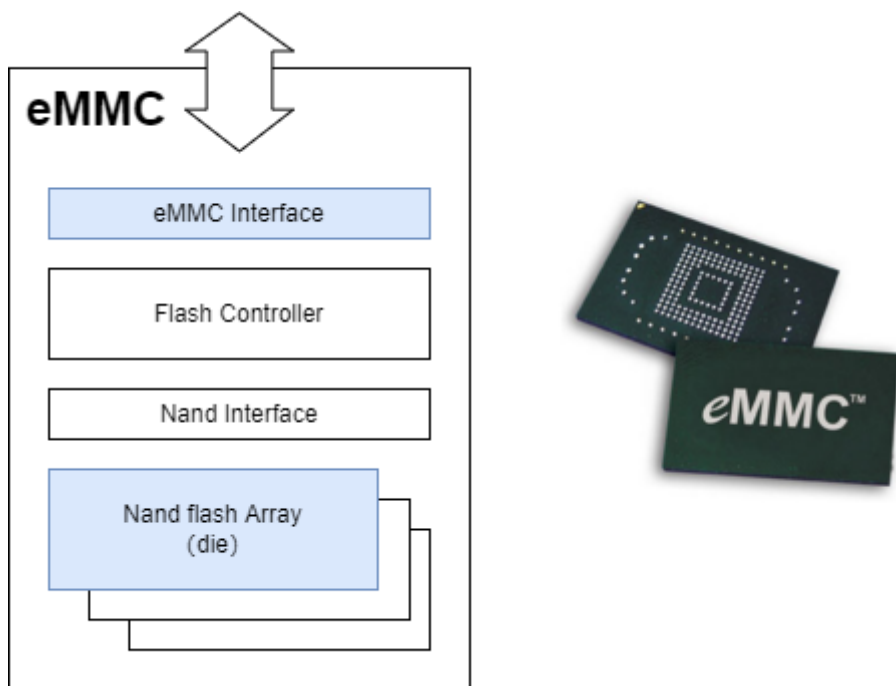 eMMC
eMMC Interface
Flash Controller
Nand Interface
Nand flash Array
(die)
eMMC™